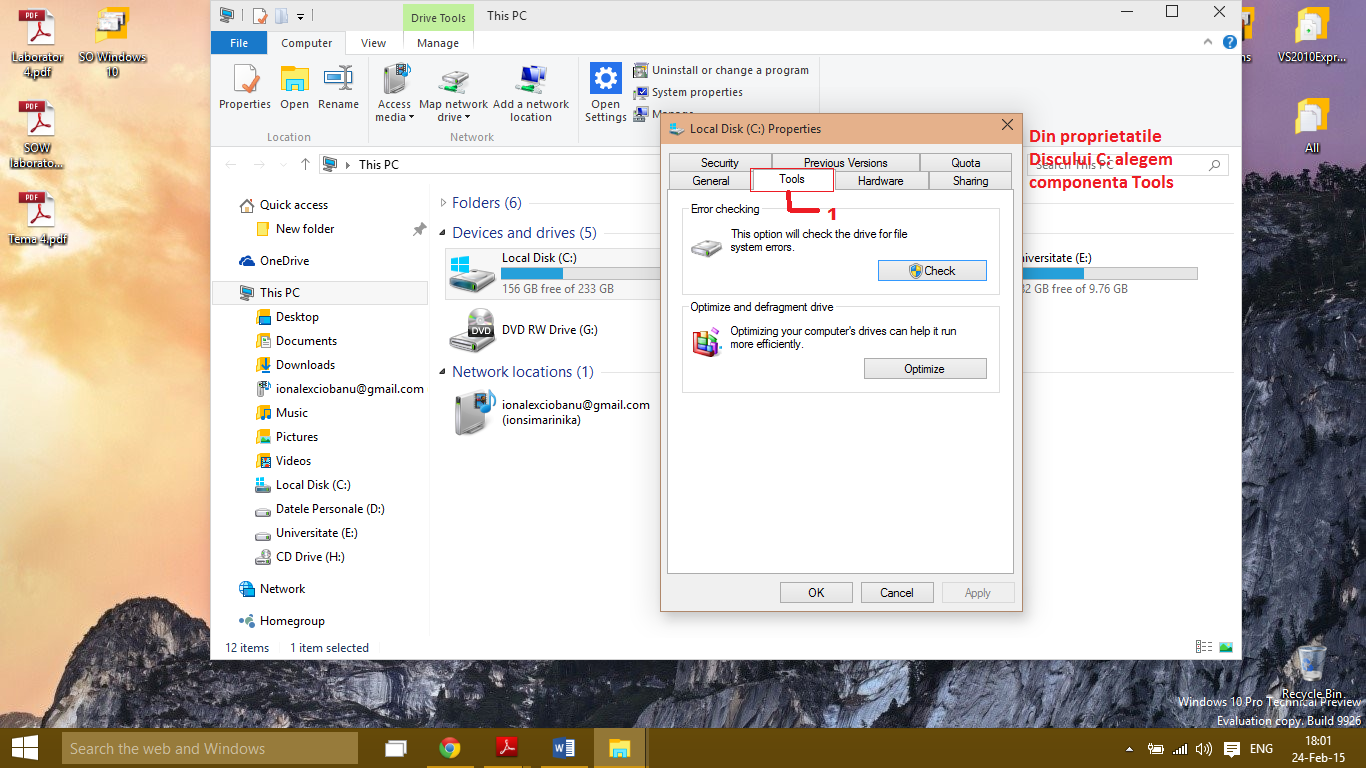 Laborator
4.pdf
SO Windows
10
SOW
laborato...
Tema 4.pdf
VS2010Expr...
All
Recycle Bin
Drive Tools
This PC
File
Computer
View
Manage
Properties
Open
Rename
Access
media
Map network
drive
Add a network
location
Open
Settings
Uninstall or change a program
System properties
Manage
Location
Network
This PC
Search This PC
Quick access
New folder
OneDrive
This PC
Desktop
Documents
Downloads
ionalexciobanu@gmail.com
Music
Pictures
Videos
Local Disk (C:)
Datele Personale (D:)
Universitate (E:)
CD Drive (H:)
Network
Homegroup
Folders (6)
Devices and drives (5)
Local Disk (C:)
156 GB free of 233 GB
DVD RW Drive (G:)
Network locations (1)
ionalexciobanu@gmail.com
(ionsimarinika)
iversitate (E:)
GB free of 9.76 GB
12 items
1 item selected
Local Disk (C:) Properties
Security
Previous Versions
Quota
General
Tools
Hardware
Sharing
1
Error checking
This option will check the drive for file
system errors.
Check
Optimize and defragment drive
Optimizing your computer's drives can help it run
more efficiently.
Optimize
OK
Cancel
Apply
Din proprietatile
Discului C: alegem
componenta Tools
Windows 10 Pro Technical Preview
Evaluation copy. Build 9926
Search the web and Windows
ENG
18:01
24-Feb-15